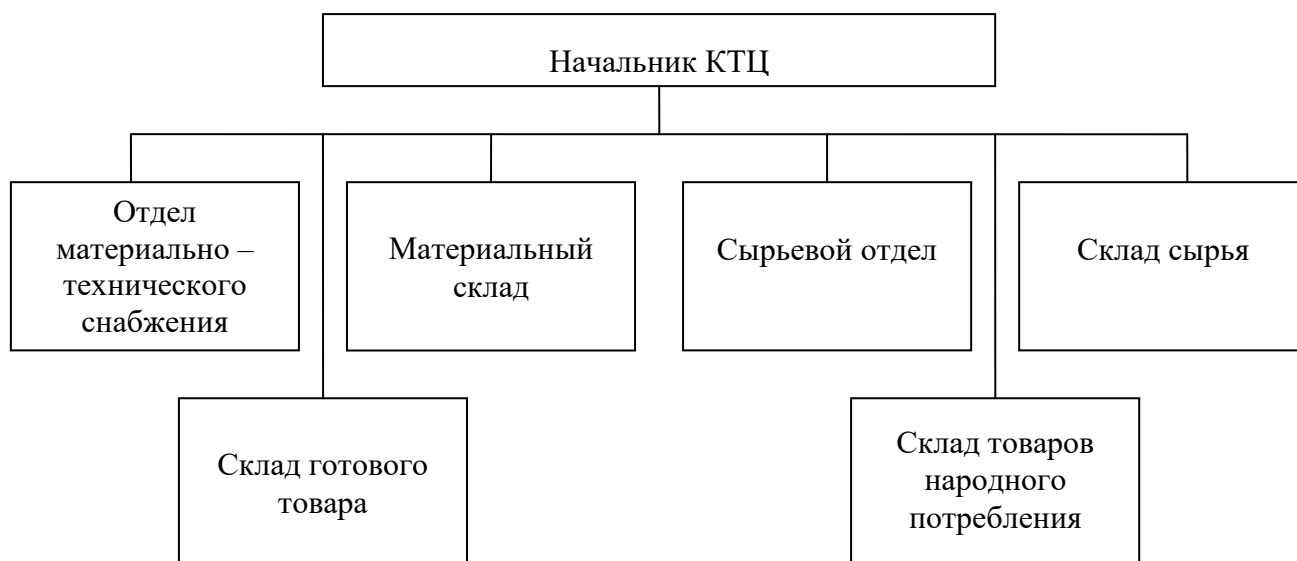 Начальник КТЦ
Отдел
материально –
технического
снабжения
Материальный
склад
Сырьевой отдел
Склад сырья
Склад готового
товара
Склад товаров
народного
потребления